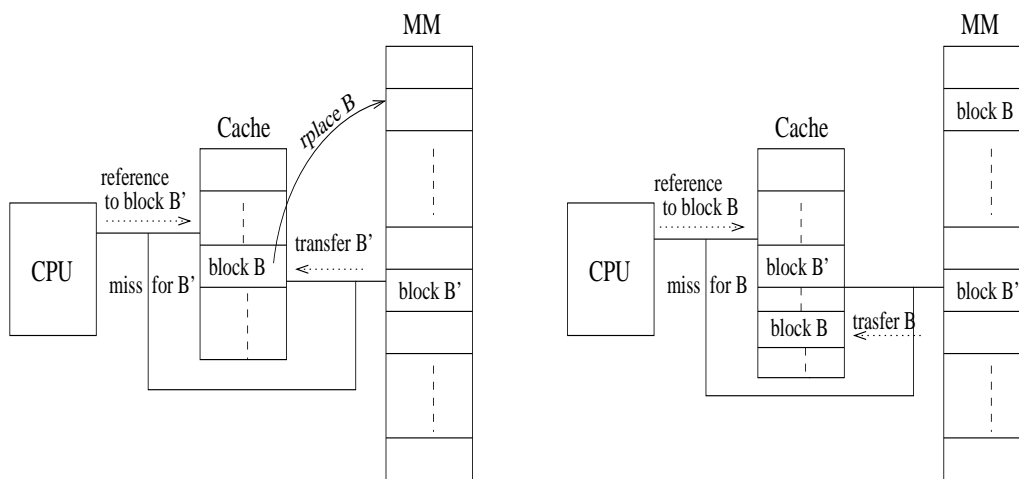 MM
rplace B
Cache
reference
to block B'
transfer B'
block B
CPU
miss for B'
block B'
MM
block B
Cache
reference
to block B
block B'
CPU
miss for B
block B'
block B
trasfer B